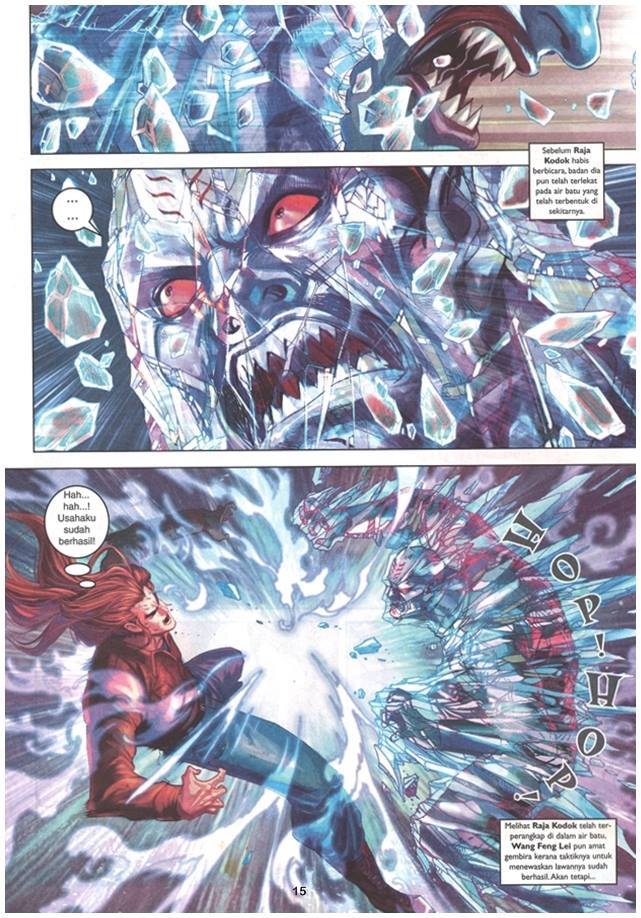 Sebelum Raja
Kodok habis
berbicara, badan dia
pun telah terlekat
pada air batu yang
telah terbentuk di
sekitarnya.
...
...
Hah...
hah...!
Usahaku
sudah
berhasil!
HOP! HOP!
Melihat Raja Kodok telah ter-
perangkap di dalam air batu,
Wang Feng Lei pun amat
gembira kerana taktiknya untuk
menewaskan lawannya sudah
berhasil. Akan tetapi...
15